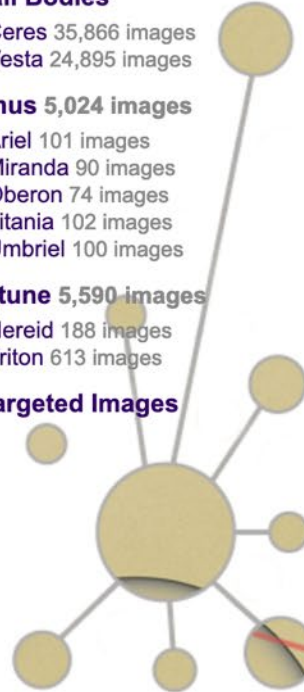 Ceres 35,866 images
Vesta 24,895 images
nus 5,024 images
riel 101 images
Miranda 90 images
Oberon 74 images
itania 102 images
Umbriel 100 images
tune 5,590 images
Nereid 188 images
riton 613 images
argeted Images